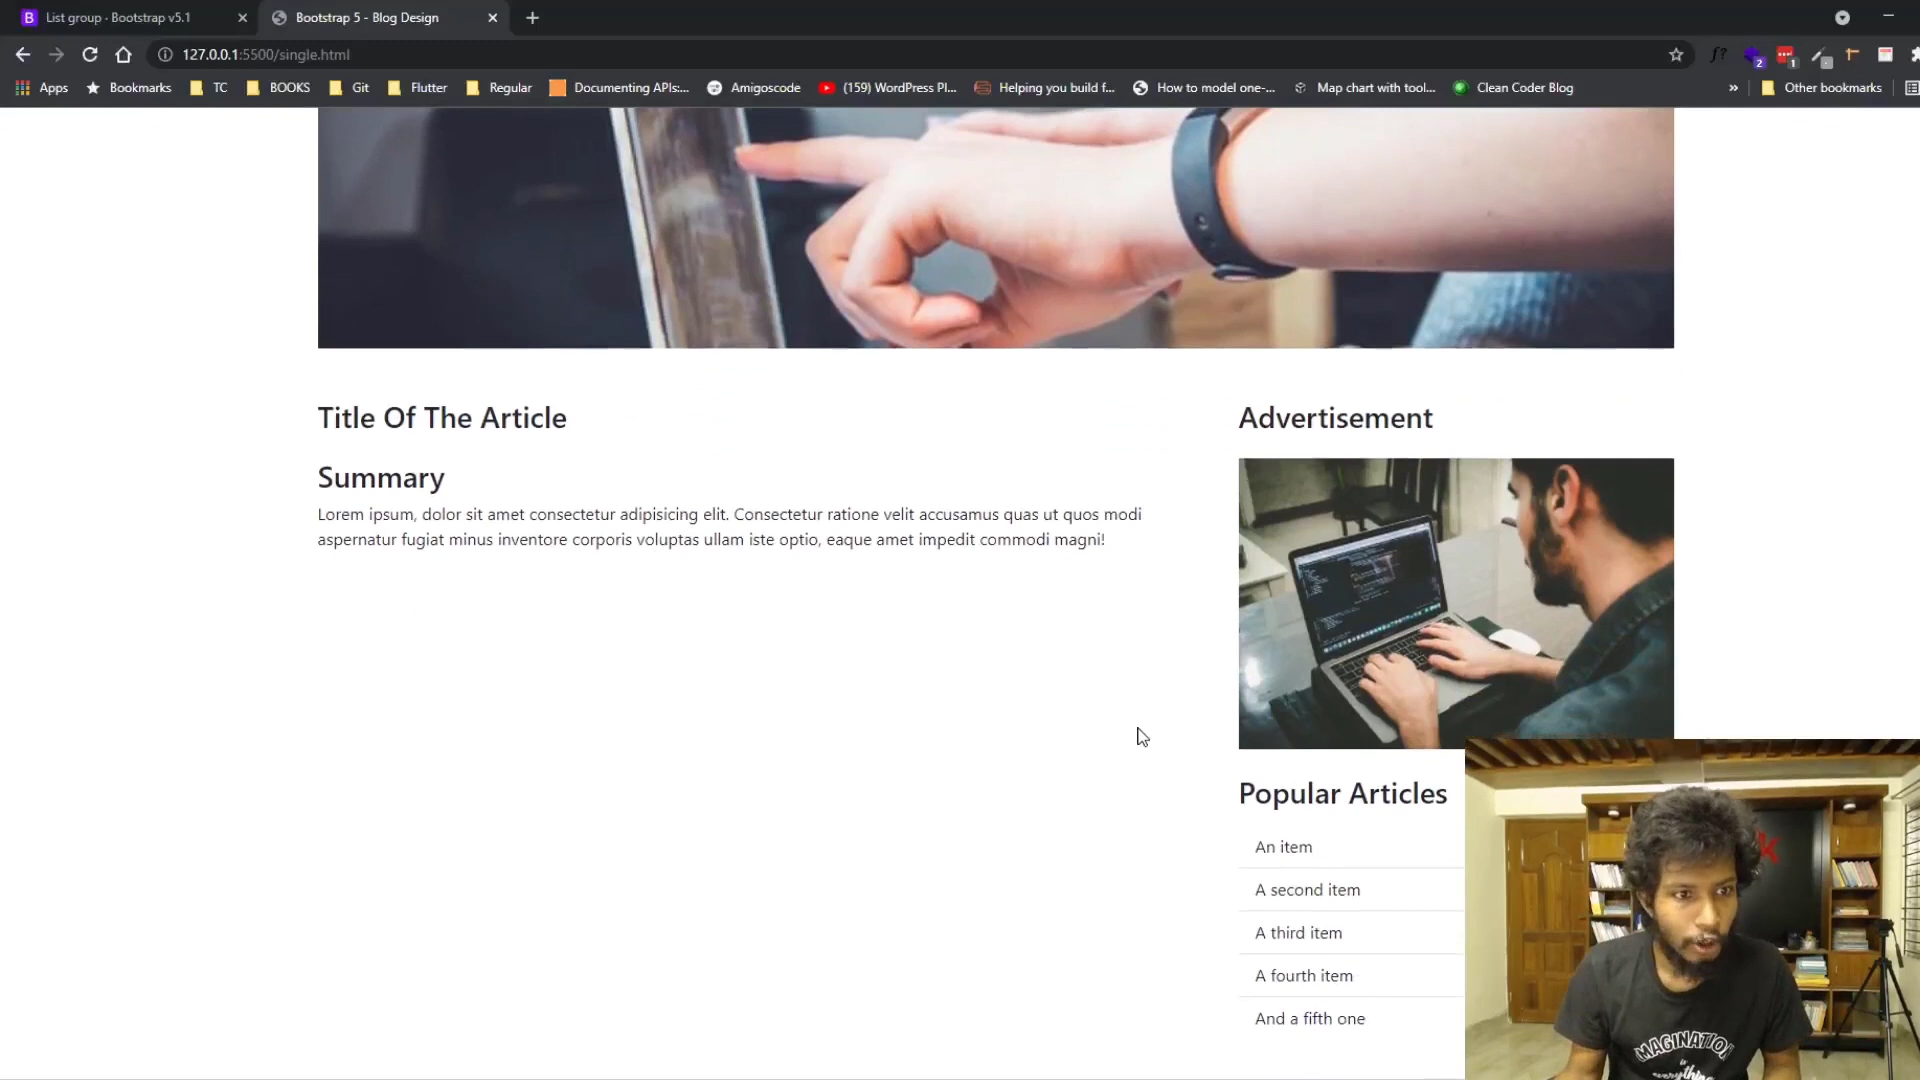 List group · Bootstrap v5.1
Bootstrap 5 - Blog Design
127.0.0.1:5500/single.html
Apps
Bookmarks
TC
BOOKS
Git
Flutter
Regular
Documenting APIs:...
Amigoscode
(159) WordPress Pl...
Helping you build f...
How to model one-...
Map chart with tool...
Clean Coder Blog
»
Other bookmarks
Title Of The Article
Summary
Lorem ipsum, dolor sit amet consectetur adipisicing elit. Consectetur ratione velit accusamus quas ut quos modi
aspernatur fugiat minus inventore corporis voluptas ullam iste optio, eaque amet impedit commodi magni!
Advertisement
Popular Articles
An item
A second item
A third item
A fourth item
And a fifth one
k
IMAGINATION
is
everything